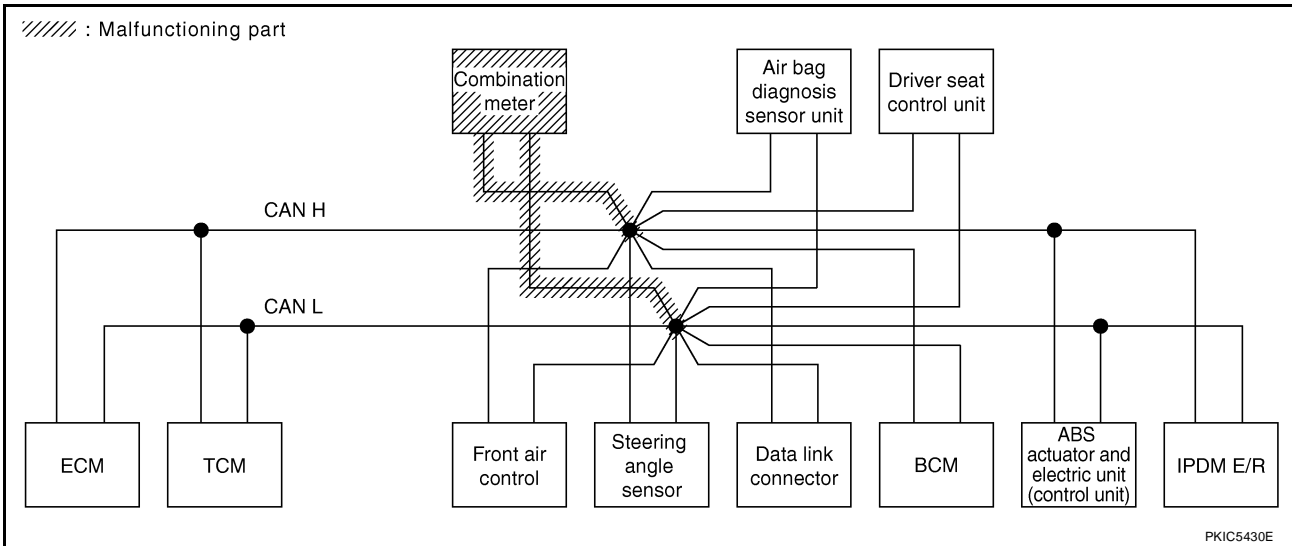 : Malfunctioning part
Combination
meter
Air bag
diagnosis
sensor unit
Driver seat
control unit
CAN H
CAN L
ECM
TCM
Front air
control
Steering
angle
sensor
Data link
connector
BCM
ABS
actuator and
electric unit
(control unit)
IPDM E/R
PKIC5430E